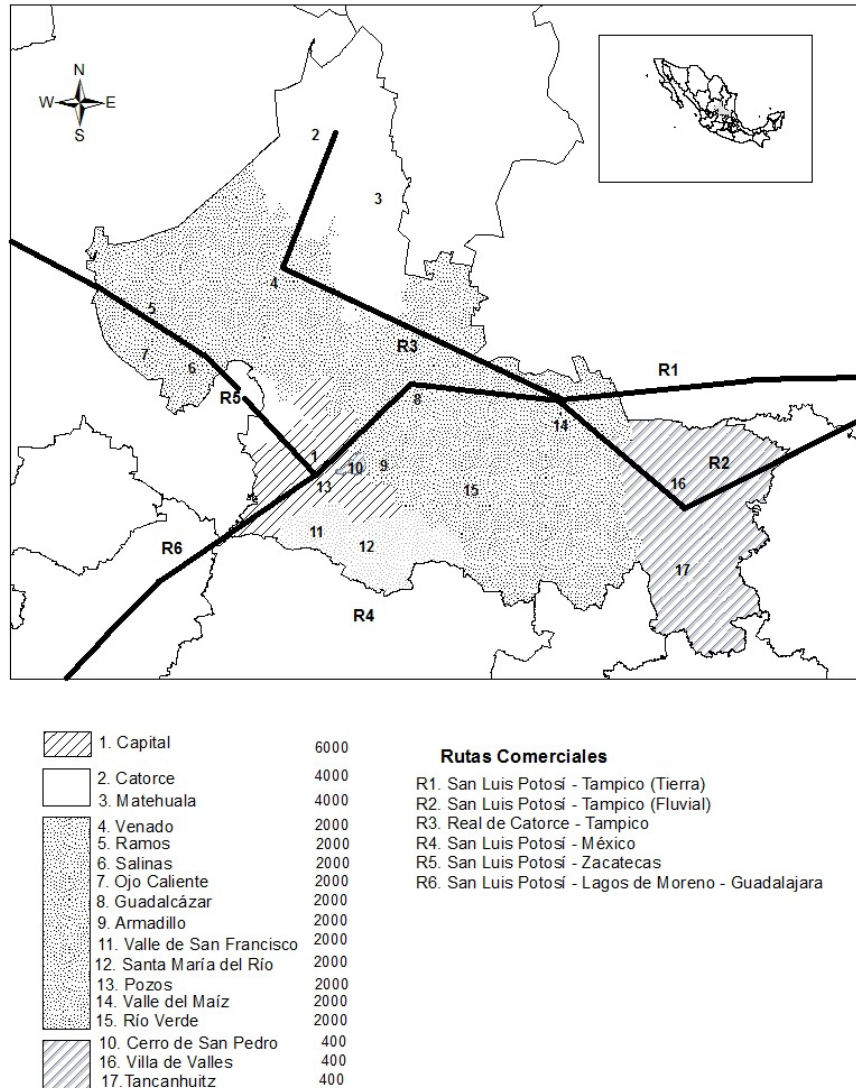 N
W E
S
2
3
4
5
7
6
R3
R1
R5
8
14
1
10
9
13
16
R2
15
11
12
R6
17
R4
1. Capital 6000
2. Catorce 4000
3. Matehuala 4000
4. Venado 2000
5. Ramos 2000
6. Salinas 2000
7. Ojo Caliente 2000
8. Guadalcázar 2000
9. Armadillo 2000
11. Valle de San Francisco 2000
12. Santa María del Río 2000
13. Pozos 2000
14. Valle del Maíz 2000
15. Río Verde 2000
10. Cerro de San Pedro 400
16. Villa de Valles 400
17.Tancanhuitz 400
Rutas Comerciales
R1. San Luis Potosí - Tampico (Tierra)
R2. San Luis Potosí - Tampico (Fluvial)
R3. Real de Catorce - Tampico
R4. San Luis Potosí - México
R5. San Luis Potosí - Zacatecas
R6. San Luis Potosí - Lagos de Moreno - Guadalajara